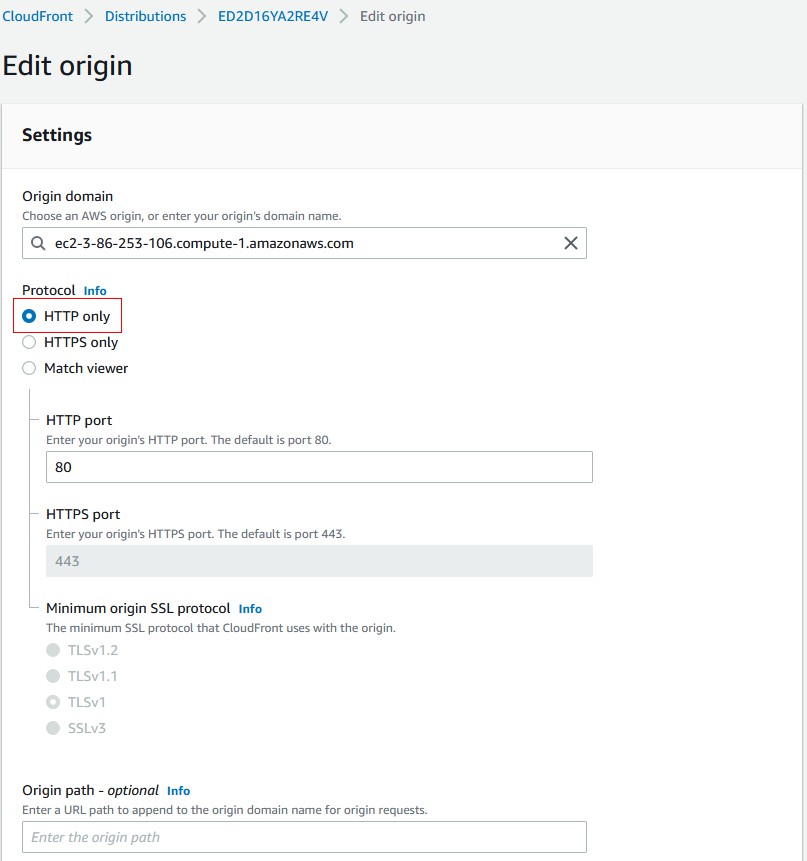 CloudFront > Distributions > ED2D16YA2RE4V > Edit origin
Edit origin
Settings
Origin domain
Choose an AWS origin, or enter your origin's domain name.
ec2-3-86-253-106.compute-1.amazonaws.com
Protocol Info
HTTP only
HTTPS only
Match viewer
HTTP port
Enter your origin's HTTP port. The default is port 80.
80
HTTPS port
Enter your origin's HTTPS port. The default is port 443.
443
Minimum origin SSL protocol Info
The minimum SSL protocol that CloudFront uses with the origin.
TLSv1.2
TLSv1.1
TLSv1
SSLv3
Origin path - optional Info
Enter a URL path to append to the origin domain name for origin requests.
Enter the origin path